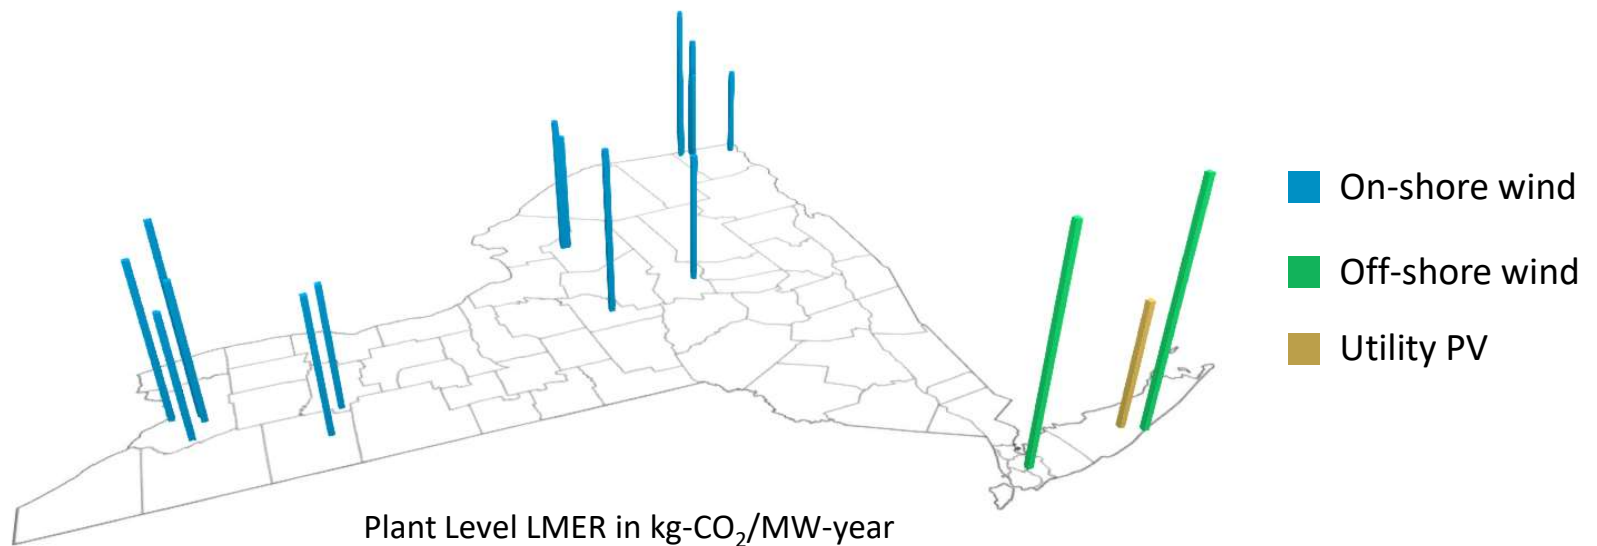 On-shore wind
Off-shore wind
Utility PV
Plant Level LMER in kg-CO₂/MW-year